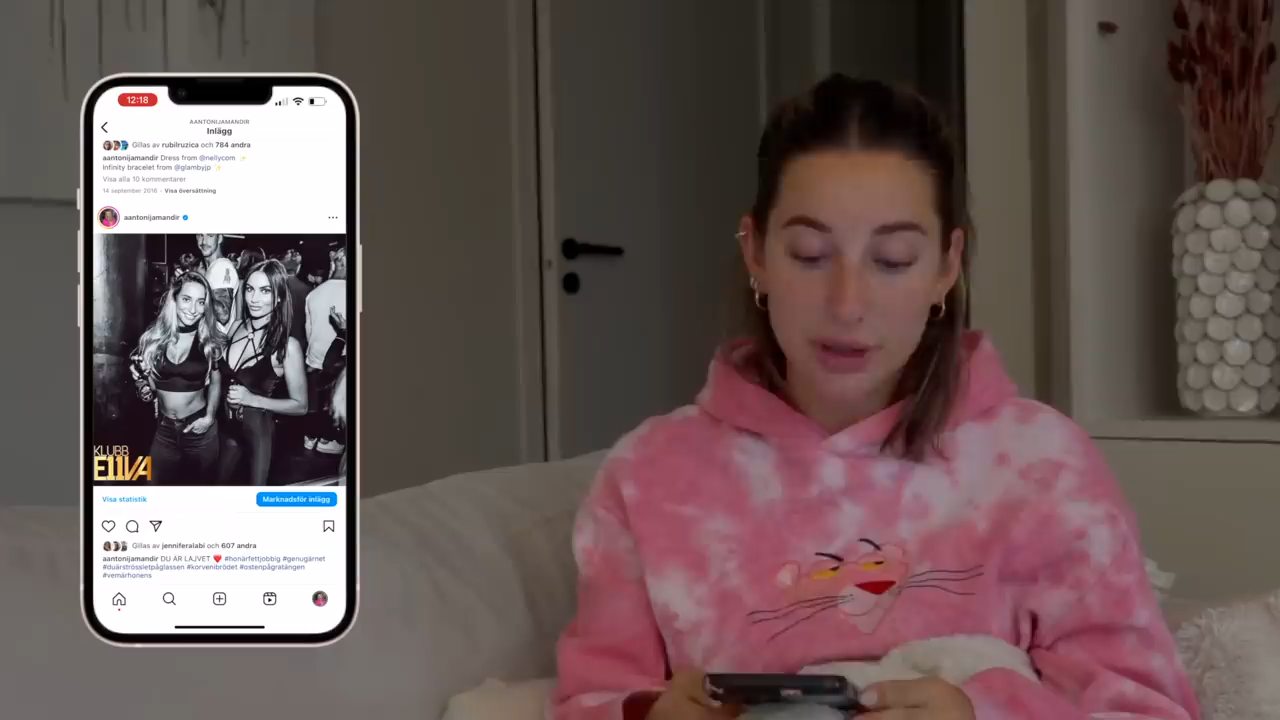 12:18
AANTONIJAMANDIR
Inlägg
Gillas av rubilruzica och 784 andra
aantonijamandir Dress from @nellycom ✨
Infinity bracelet from @glambyjp ✨
Visa alla 10 kommentarer
14 september 2016 • Visa översättning
aantonijamandir
KLUBB
E11VA
Visa statistik
Marknadsför inlägg
Gillas av jenniferalabi och 607 andra
aantonijamandir DU ÄR LAJVET ❤️ #honärfettjobbig #genugärnet
#duärströssletpåglassen #korvenibrödet #ostenpågratängen
#vemärhonens